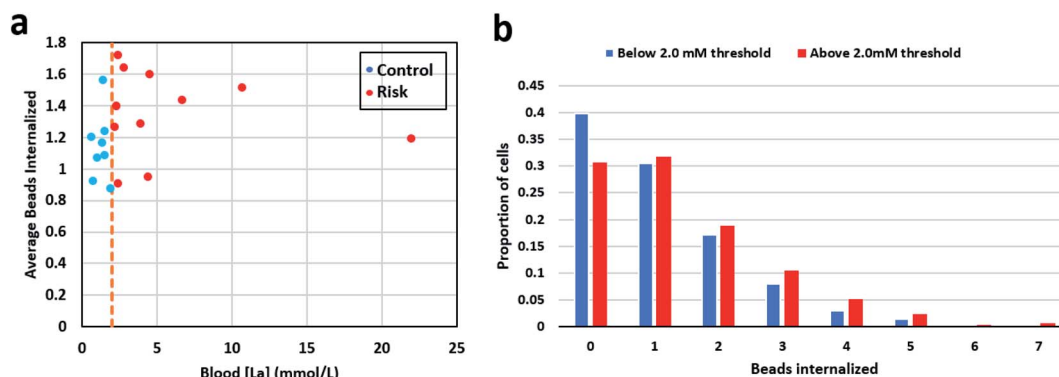 a
1.8
1.6
1.4
1.2
1
0.8
0.6
0.4
0.2
0
Average Beads Internalized
Control
Risk
0 5 10 15 20 25
Blood [La] (mmol/L)
b
Below 2.0 mM threshold Above 2.0mM threshold
0.45
0.4
0.35
0.3
0.25
0.2
0.15
0.1
0.05
0
Proportion of cells
0 1 2 3 4 5 6 7
Beads internalized